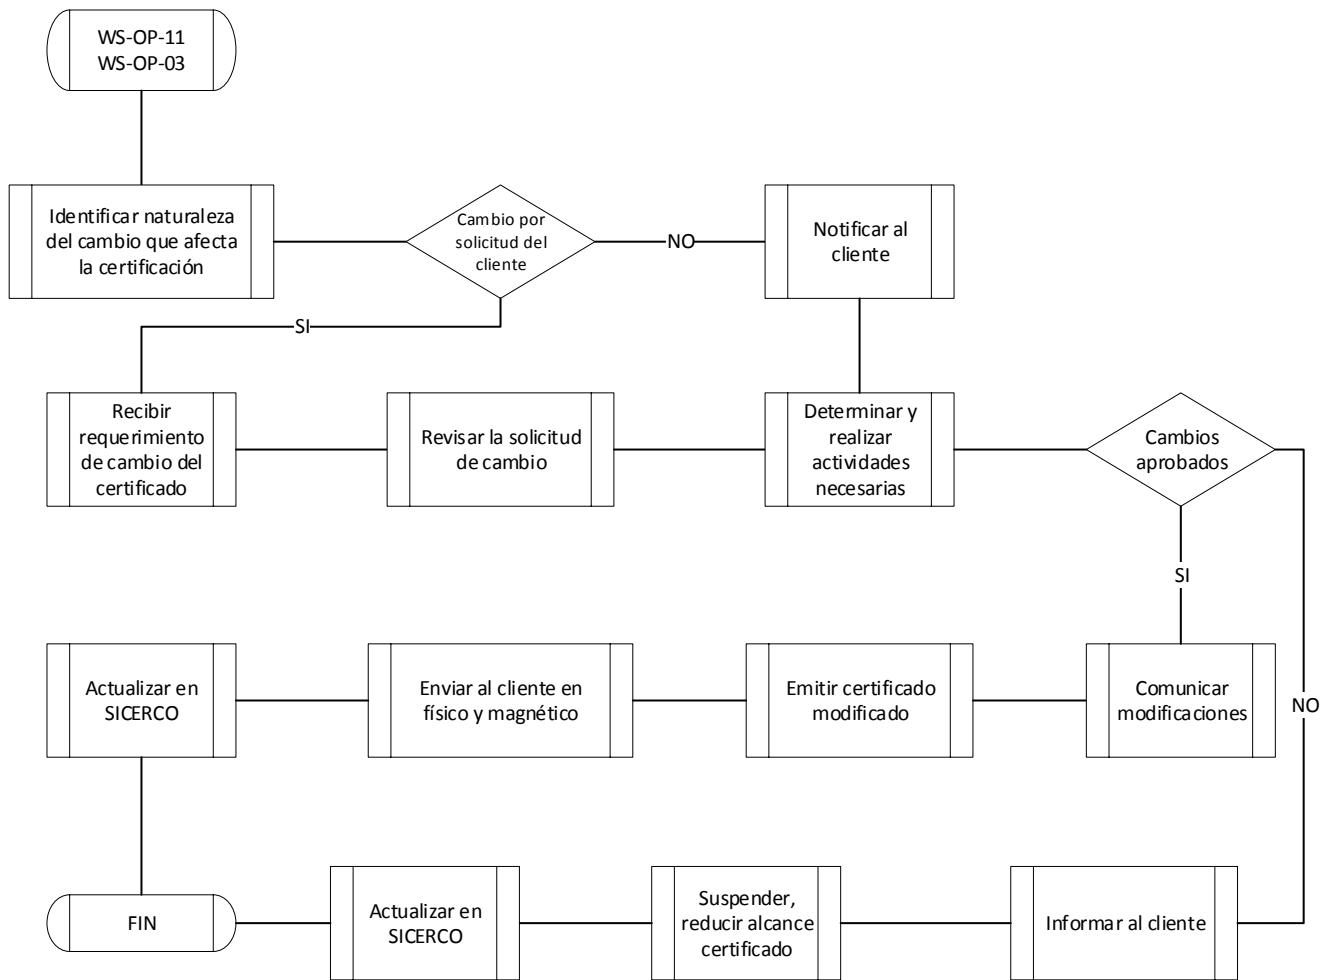 WS-OP-11
WS-OP-03
Identificar naturaleza
del cambio que afecta
la certificación
Cambio por
solicitud del
cliente
NO
Notificar al
cliente
SI
Recibir
requerimiento
de cambio del
certificado
Revisar la solicitud
de cambio
Determinar y
realizar
actividades
necesarias
Cambios
aprobados
SI
NO
Actualizar en
SICERCO
Enviar al cliente en
físico y magnético
Emitir certificado
modificado
Comunicar
modificaciones
FIN
Actualizar en
SICERCO
Suspender,
reducir alcance
certificado
Informar al cliente